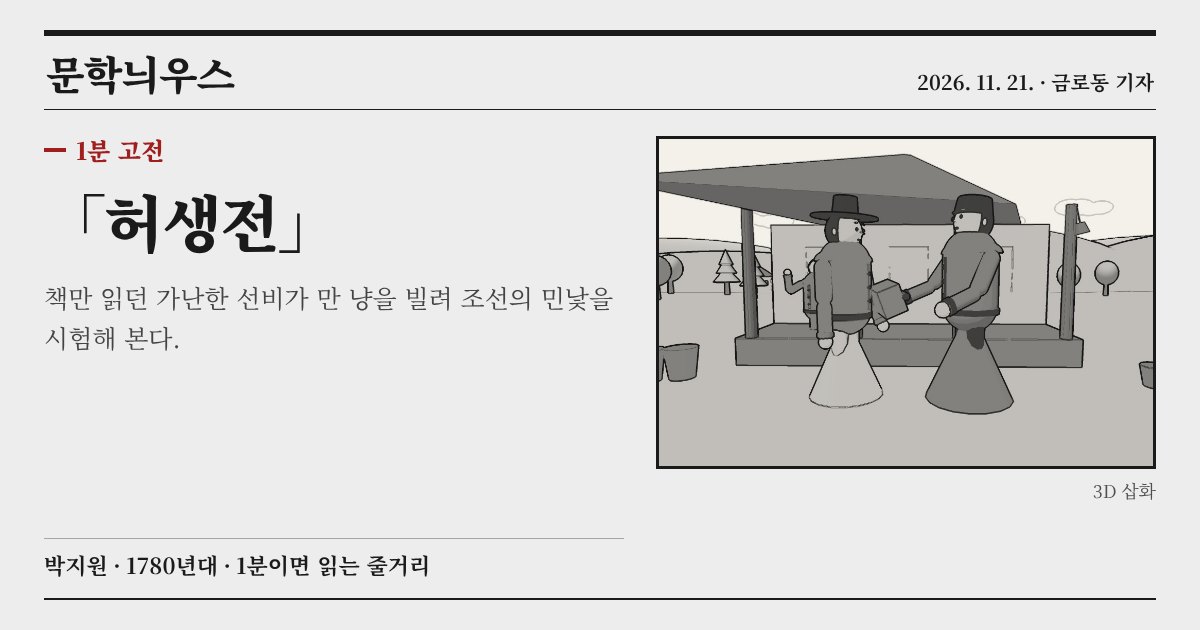 문학늬우스
2026. 11. 21. · 금로동 기자
1분 고전
「허생전」
책만 읽던 가난한 선비가 만 냥을 빌려 조선의 민낯을
시험해 본다.
3D 삽화
박지원 · 1780년대 · 1분이면 읽는 줄거리